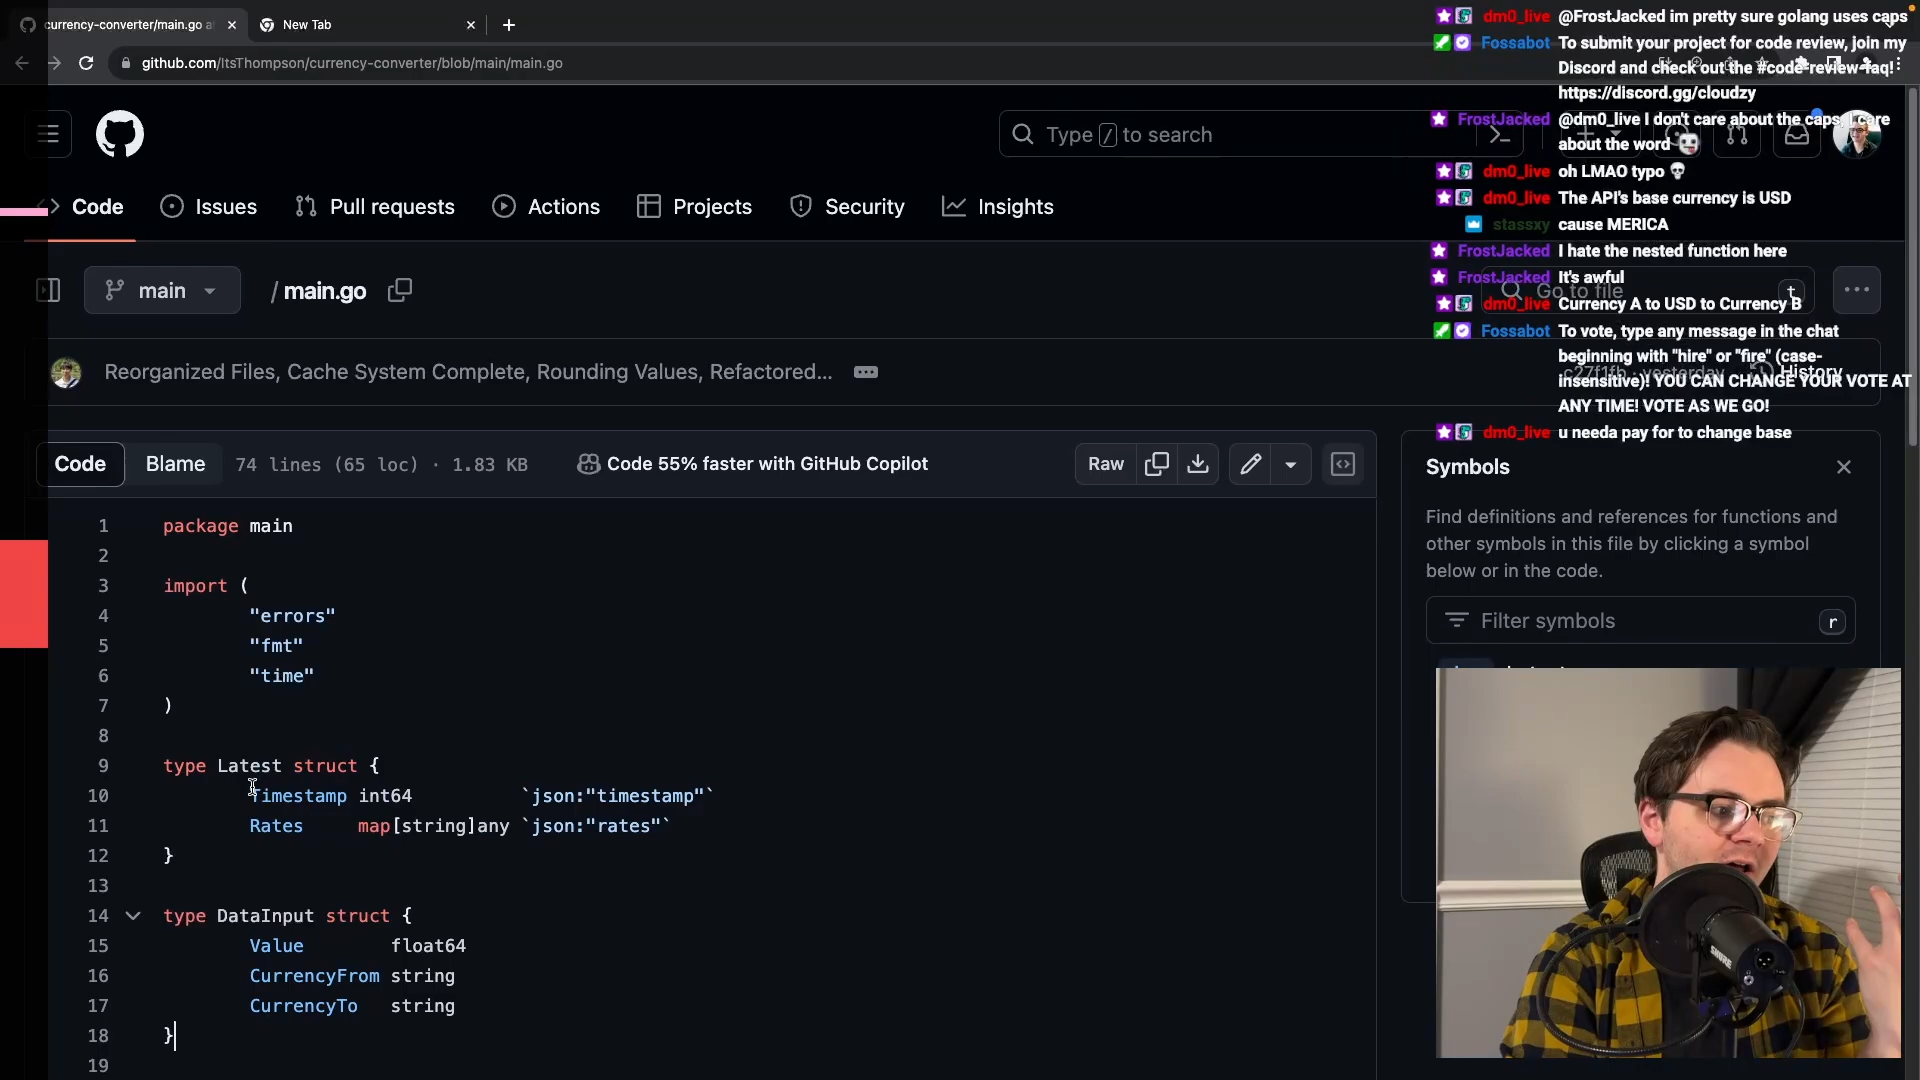 currency-converter/main.go a
New Tab
github.com/ItsThompson/currency-converter/blob/main/main.go
Type / to search
Code
Issues
Pull requests
Actions
Projects
Security
Insights
main
/ main.go
Go to file
t
Reorganized Files, Cache System Complete, Rounding Values, Refactored...
c27f1fb · yesterday
History
Code
Blame
74 lines (65 loc) · 1.83 KB
Code 55% faster with GitHub Copilot
Raw
1 package main
2
3 import (
4 "errors"
5 "fmt"
6 "time"
7 )
8
9 type Latest struct {
10 Timestamp int64 `json:"timestamp"`
11 Rates map[string]any `json:"rates"`
12 }
13
14 type DataInput struct {
15 Value float64
16 CurrencyFrom string
17 CurrencyTo string
18 }
19
Symbols
Find definitions and references for functions and
other symbols in this file by clicking a symbol
below or in the code.
Filter symbols
r
dm0_live @FrostJacked im pretty sure golang uses caps
Fossabot To submit your project for code review, join my
Discord and check out the #code-review-faq!
https://discord.gg/cloudzy
FrostJacked @dm0_live I don't care about the caps, I care
about the word
dm0_live oh LMAO typo 💀
dm0_live The API's base currency is USD
stassxy cause MERICA
FrostJacked I hate the nested function here
FrostJacked It's awful
dm0_live Currency A to USD to Currency B
Fossabot To vote, type any message in the chat
beginning with "hire" or "fire" (case-
insensitive)! YOU CAN CHANGE YOUR VOTE AT
ANY TIME! VOTE AS WE GO!
dm0_live u needa pay for to change base
SHURE